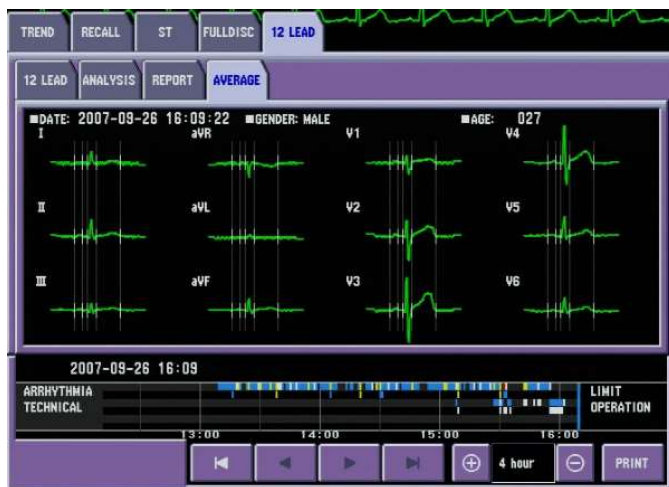 TREND RECALL ST FULLDISC 12 LEAD
12 LEAD ANALYSIS REPORT AVERAGE
DATE: 2007-09-26 16:09:22 GENDER: MALE AGE: 027
I aVR V1 V4
II aVL V2 V5
III aVF V3 V6
2007-09-26 16:09
ARRHYTHMIA LIMIT
TECHNICAL OPERATION
13:00 14:00 15:00 16:00
4 hour PRINT